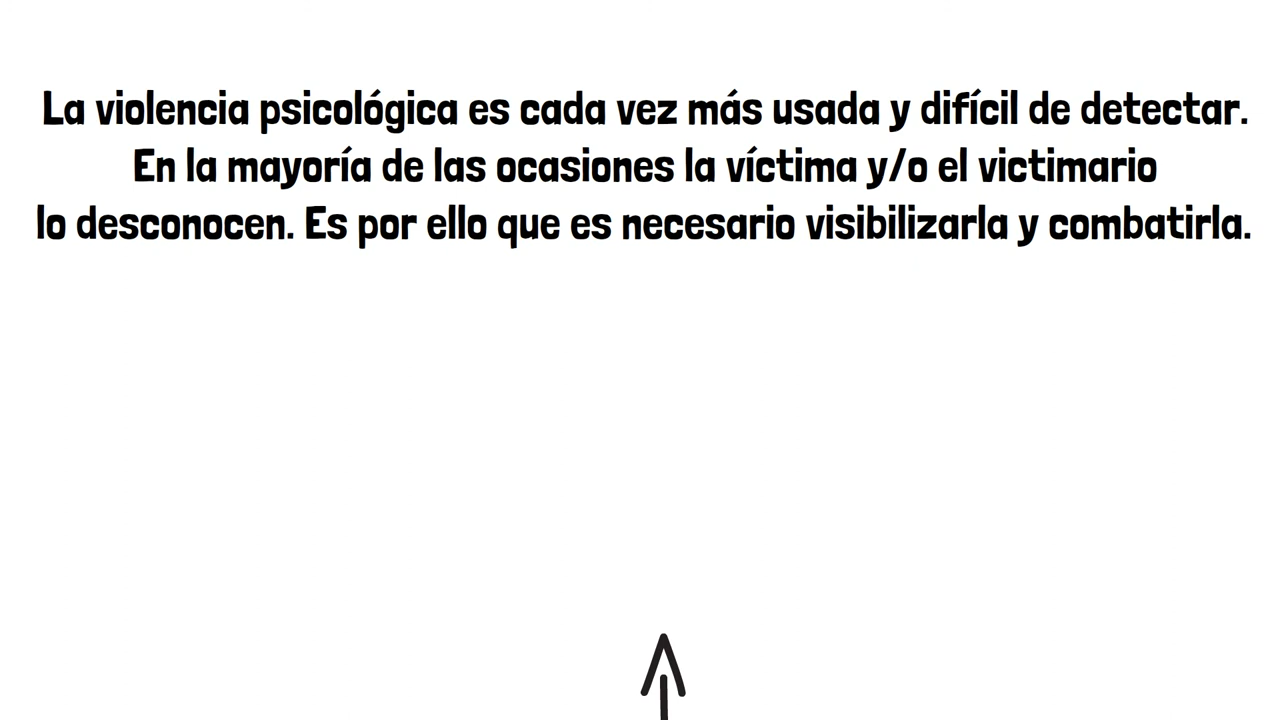 La violencia psicológica es cada vez más usada y difícil de detectar.
En la mayoría de las ocasiones la víctima y/o el victimario
lo desconocen. Es por ello que es necesario visibilizarla y combatirla.